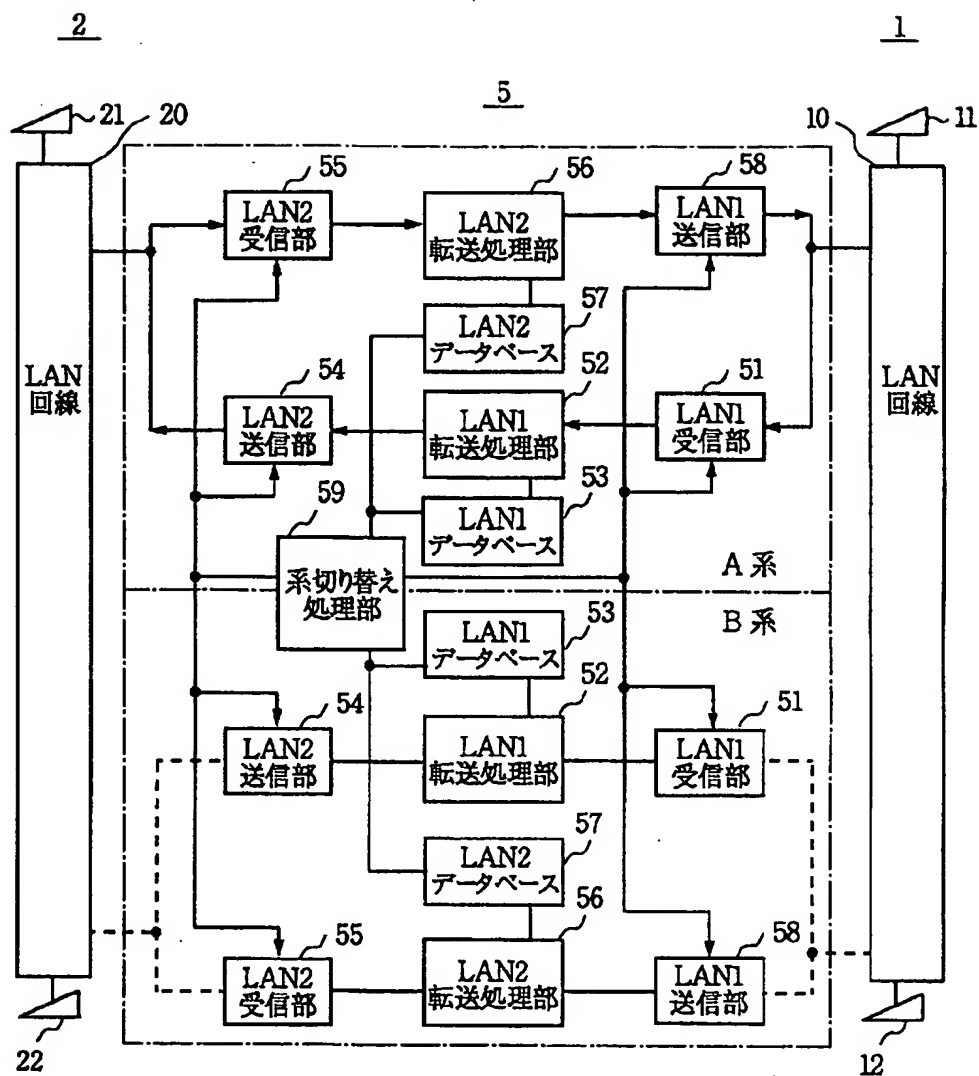 2
1
5
21
20
10
11
55
56
58
LAN2
受信部
LAN2
転送処理部
LAN1
送信部
57
LAN2
データベース
LAN
回線
LAN
回線
54
52
51
LAN2
送信部
LAN1
転送処理部
LAN1
受信部
59
53
LAN1
データベース
系切り替え
処理部
A系
B系
53
LAN1
データベース
54
52
51
LAN2
送信部
LAN1
転送処理部
LAN1
受信部
57
LAN2
データベース
55
56
58
LAN2
受信部
LAN2
転送処理部
LAN1
送信部
22
12